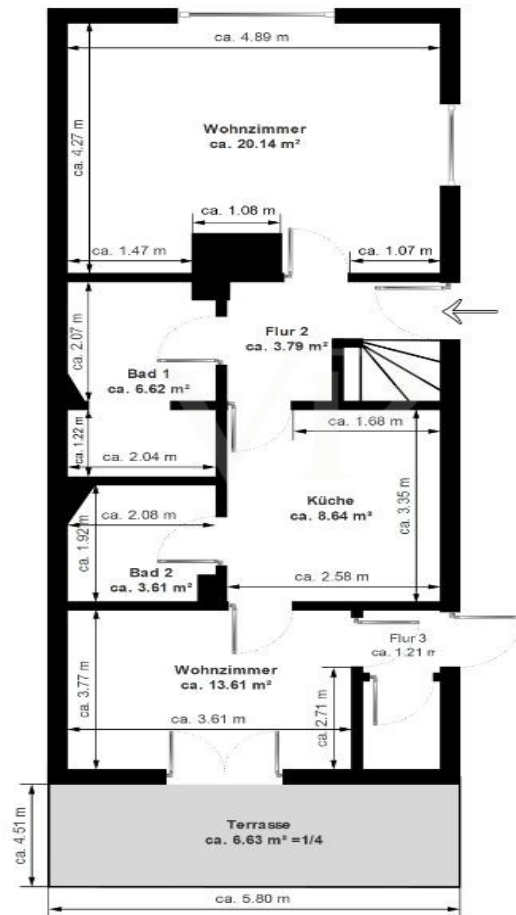 ca. 4.89 m
ca. 4.27 m
Wohnzimmer
ca. 20.14 m²
ca. 1.08 m
ca. 1.47 m
ca. 1.07 m
ca. 2.07 m
Flur 2
ca. 3.79 m²
Bad 1
ca. 6.62 m²
ca. 1.22 m
ca. 1.68 m
ca. 2.04 m
Küche
ca. 8.64 m²
ca. 3.35 m
ca. 2.08 m
ca. 1.92 m
Bad 2
ca. 3.61 m²
ca. 2.58 m
Flur 3
ca. 1.21 m
Wohnzimmer
ca. 13.61 m²
ca. 3.77 m
ca. 3.61 m
ca. 2.71 m
Terrasse
ca. 6.63 m² =1/4
ca. 4.51 m
ca. 5.80 m